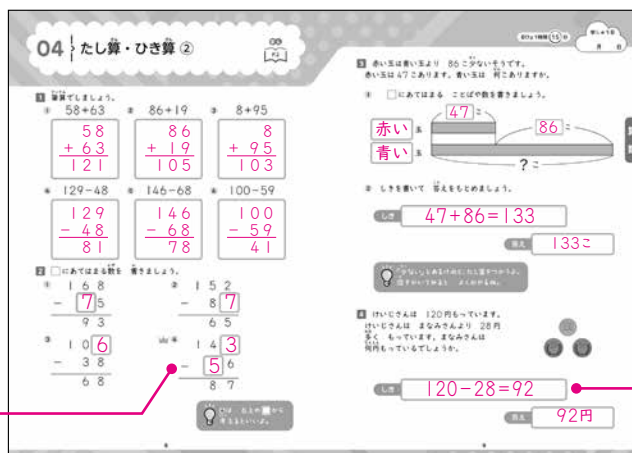 04 たし算・ひき算 ②
1 筆算でしましょう。
① 58+63 ② 86+19 ③ 8+95
58
+ 63
121
86
+ 19
105
8
+ 95
103
④ 129-48 ⑤ 146-68 ⑥ 100-59
129
- 48
81
146
- 68
78
100
- 59
41
2 □にあてはまる数を 書きましょう。
① 168
- 75
93
② 152
- 87
65
③ 106
- 38
68
④ 143
- 56
87
15
月 日
3 赤い玉は青い玉より 86こ少ないそうです。
赤い玉は47こあります。青い玉は 何こありますか。
① □にあてはまる ことばや数を書きましょう。
47こ
赤い玉
86こ
青い玉
?こ
② しきを書いて 答えをもとめましょう。
しき 47+86=133
答え 133こ
4 けいじさんは 120円もっています。
けいじさんは まなみさんより 28円
多く もっています。まなみさんは
何円もっているでしょうか。
しき 120-28=92
答え 92円